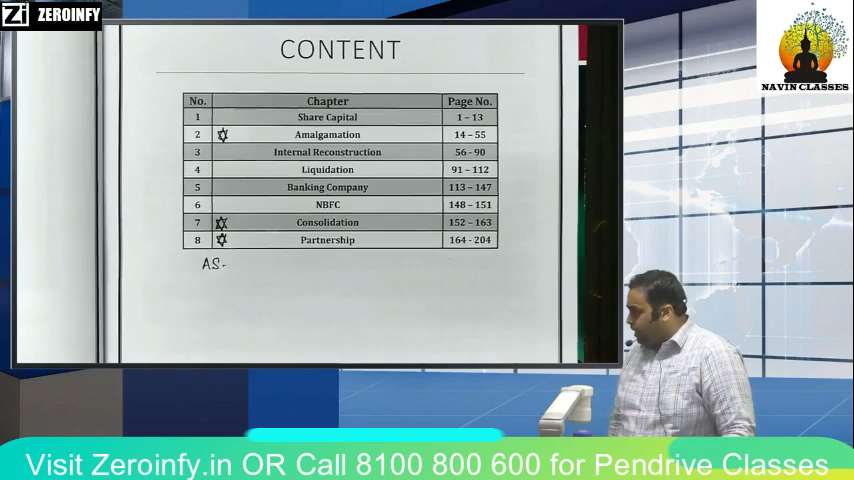 Zi ZEROINFY
NAVIN CLASSES
CONTENT
No. Chapter Page No.
1 Share Capital 1 – 13
2 Amalgamation 14 – 55
3 Internal Reconstruction 56 - 90
4 Liquidation 91 – 112
5 Banking Company 113 – 147
6 NBFC 148 – 151
7 Consolidation 152 – 163
8 Partnership 164 - 204
AS-
Visit Zeroinfy.in OR Call 8100 800 600 for Pendrive Classes